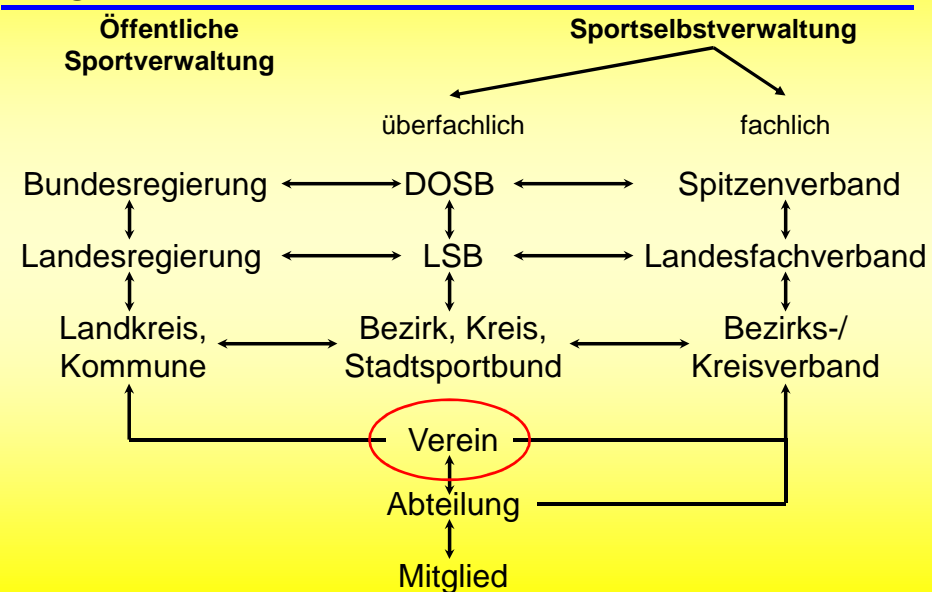 Öffentliche
Sportverwaltung
Sportselbstverwaltung
überfachlich
fachlich
Bundesregierung
DOSB
Spitzenverband
Landesregierung
LSB
Landesfachverband
Landkreis,
Kommune
Bezirk, Kreis,
Stadtsportbund
Bezirks-/
Kreisverband
Verein
Abteilung
Mitglied